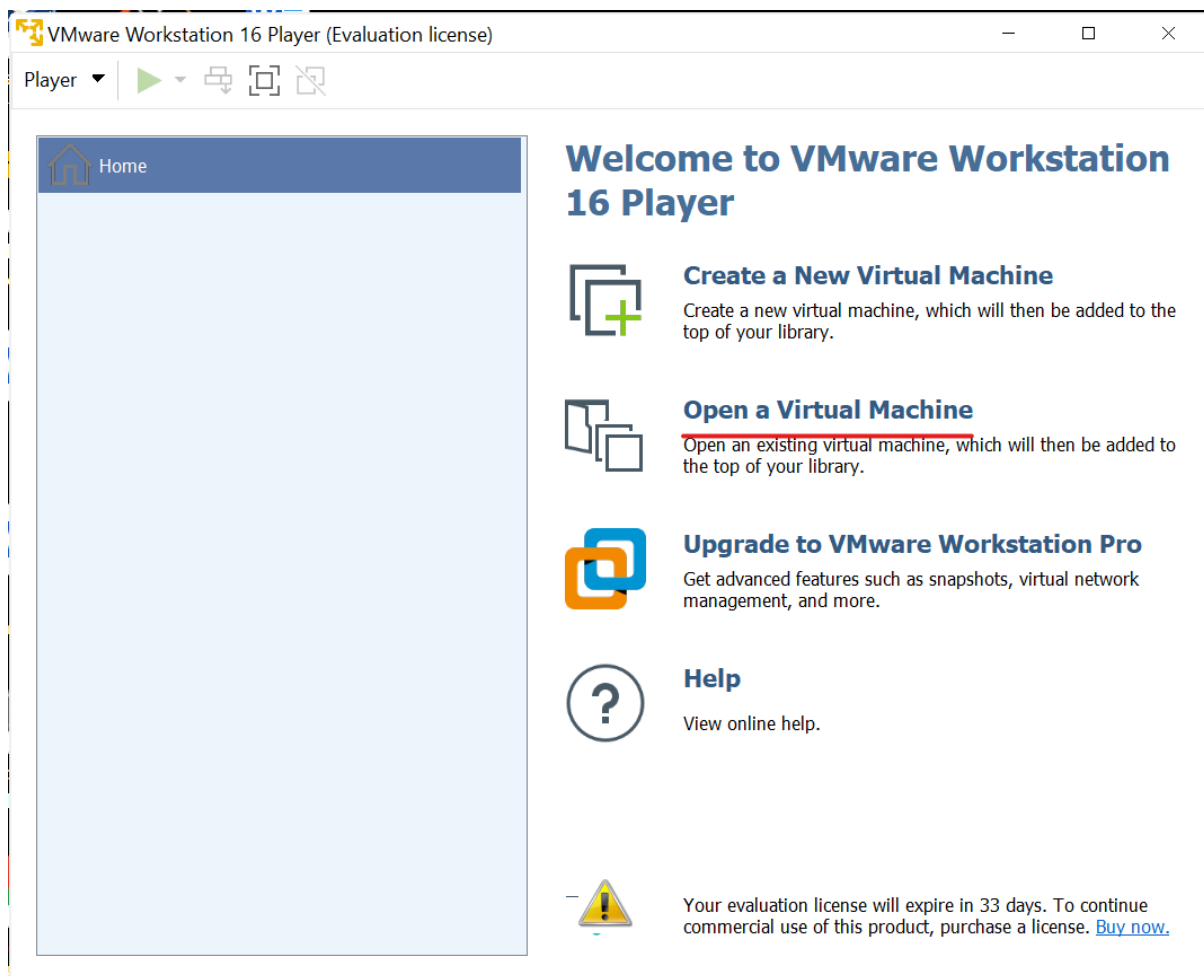 VMware Workstation 16 Player (Evaluation license)
Player
Home
Welcome to VMware Workstation
16 Player
Create a New Virtual Machine
Create a new virtual machine, which will then be added to the
top of your library.
Open a Virtual Machine
Open an existing virtual machine, which will then be added to
the top of your library.
Upgrade to VMware Workstation Pro
Get advanced features such as snapshots, virtual network
management, and more.
Help
View online help.
Your evaluation license will expire in 33 days. To continue
commercial use of this product, purchase a license. Buy now.